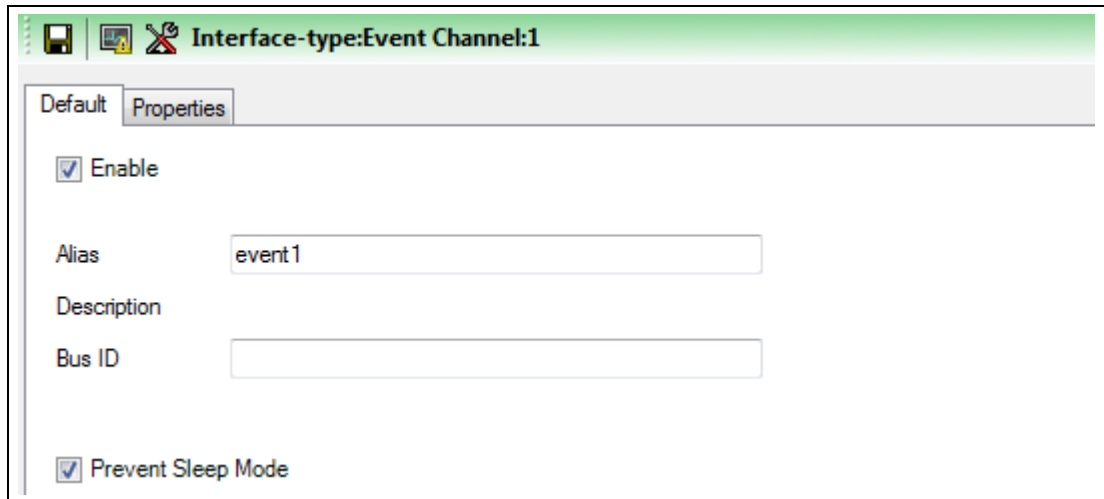 Interface-type:Event Channel:1
Default Properties
Enable
Alias event1
Description
Bus ID
Prevent Sleep Mode